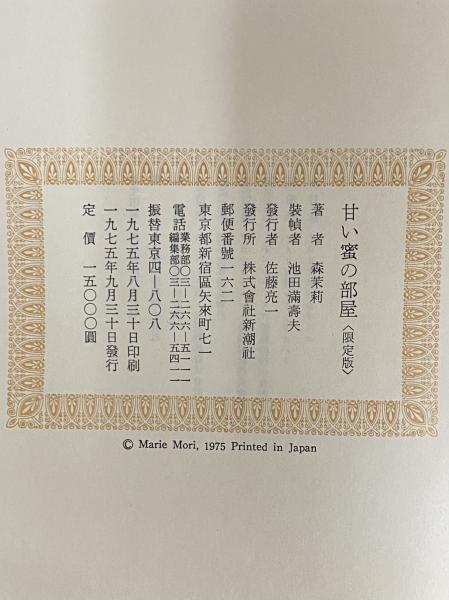 甘い蜜の部屋〈限定版〉
著者 森茉莉
裝幀者 池田滿壽夫
發行者 佐藤亮一
發行所 株式會社新潮社
郵便番號一六二
東京都新宿區矢來町七一
電話 業務部〇三—二六六—五一一一
編集部〇三—二六六—五四一一
振替東京四—八〇八
一九七五年八月三十日印刷
一九七五年九月三十日發行
定價 一五〇〇〇圓
© Marie Mori, 1975 Printed in Japan